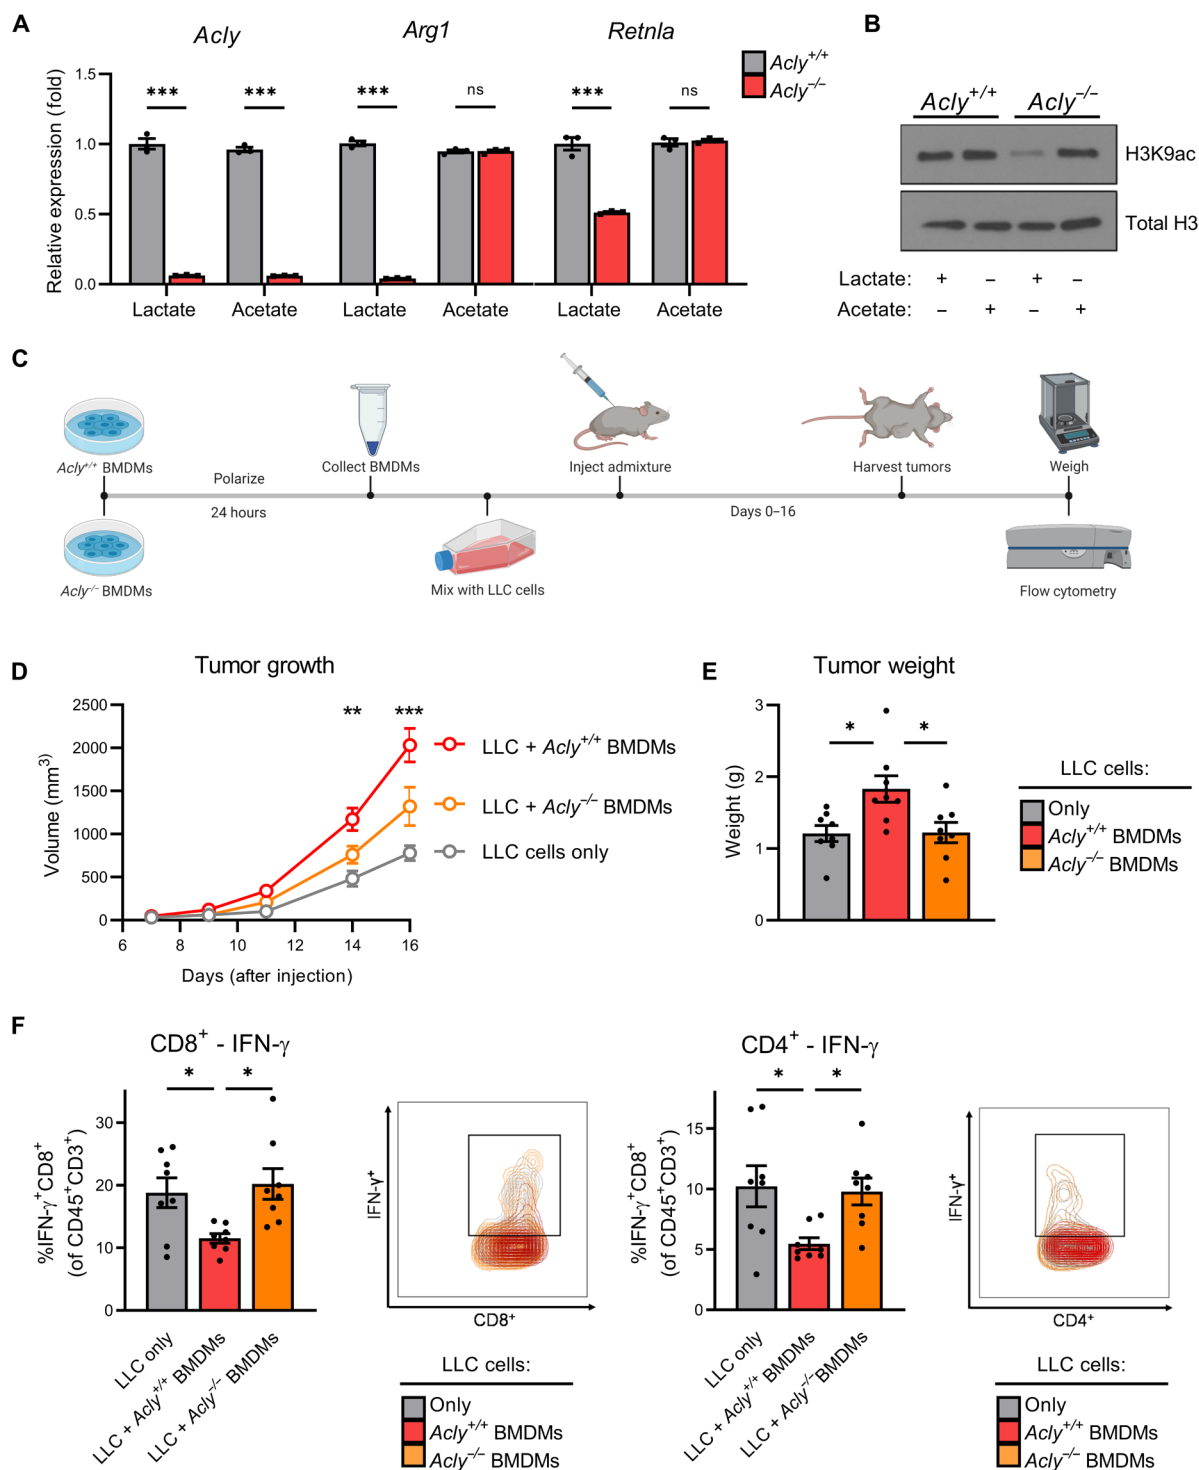 A
Acly
Arg1
Retnla
Acly+/+
Acly–/–
Relative expression (fold)
1.5
1.0
0.5
0.0
***
***
***
ns
***
ns
Lactate
Acetate
Lactate
Acetate
Lactate
Acetate
B
Acly+/+
Acly–/–
H3K9ac
Total H3
Lactate: + – + –
Acetate: – + – +
C
Acly+/+ BMDMs
Polarize
24 hours
Collect BMDMs
Inject admixture
Harvest tumors
Weigh
Days 0–16
Acly-/- BMDMs
Mix with LLC cells
Flow cytometry
D
Tumor growth
Volume (mm3)
2500
2000
1500
1000
500
0
**
***
6
8
10
12
14
16
Days (after injection)
LLC + Acly+/+ BMDMs
LLC + Acly–/– BMDMs
LLC cells only
E
Tumor weight
Weight (g)
3
2
1
0
*
*
LLC cells:
Only
Acly+/+ BMDMs
Acly–/– BMDMs
F
CD8+ - IFN-γ
%IFN-γ+CD8+
(of CD45+CD3+)
30
20
10
0
*
*
LLC only
LLC + Acly+/+ BMDMs
LLC + Acly–/– BMDMs
IFN-γ+
CD8+
LLC cells:
Only
Acly+/+ BMDMs
Acly–/– BMDMs
CD4+ - IFN-γ
%IFN-γ+CD8+
(of CD45+CD3+)
15
10
5
0
*
*
LLC only
LLC + Acly+/+ BMDMs
LLC + Acly–/–BMDMs
IFN-γ+
CD4+
LLC cells:
Only
Acly+/+ BMDMs
Acly–/– BMDMs